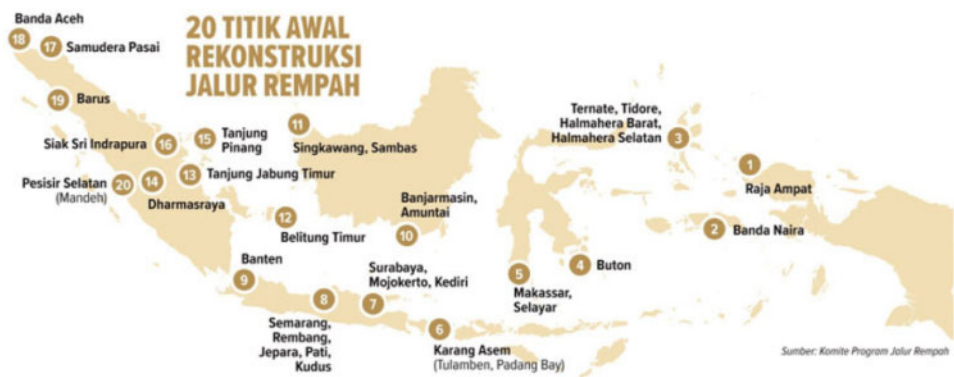 20 TITIK AWAL
REKONSTRUKSI
JALUR REMPAH
Banda Aceh
18
17
Samudera Pasai
19
Barus
Siak Sri Indrapura
16
15
Tanjung
Pinang
11
Singkawang, Sambas
Ternate, Tidore,
Halmahera Barat,
Halmahera Selatan
3
1
Raja Ampat
Pesisir Selatan
(Mandeh)
20
14
Dharmasraya
13
Tanjung Jabung Timur
12
Belitung Timur
Banjarmasin,
Amuntai
10
2
Banda Naira
Banten
9
Surabaya,
Mojokerto, Kediri
7
8
Semarang,
Rembang,
Jepara, Pati,
Kudus
5
Makassar,
Selayar
4
Buton
6
Karang Asem
(Tulamben, Padang Bay)
Sumber: Komite Program Jalur Rempah